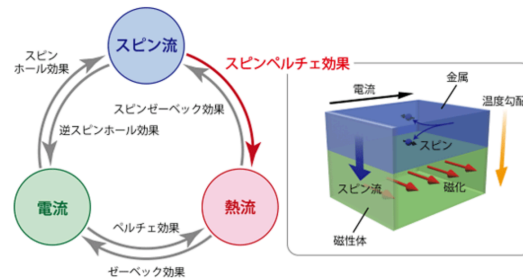 スピン流
スピン
ホール効果
スピンペルチェ効果
スピンゼーベック効果
逆スピンホール効果
電流
熱流
ペルチェ効果
ゼーベック効果
電流
金属
温度勾配
スピン
スピン流
磁化
磁性体